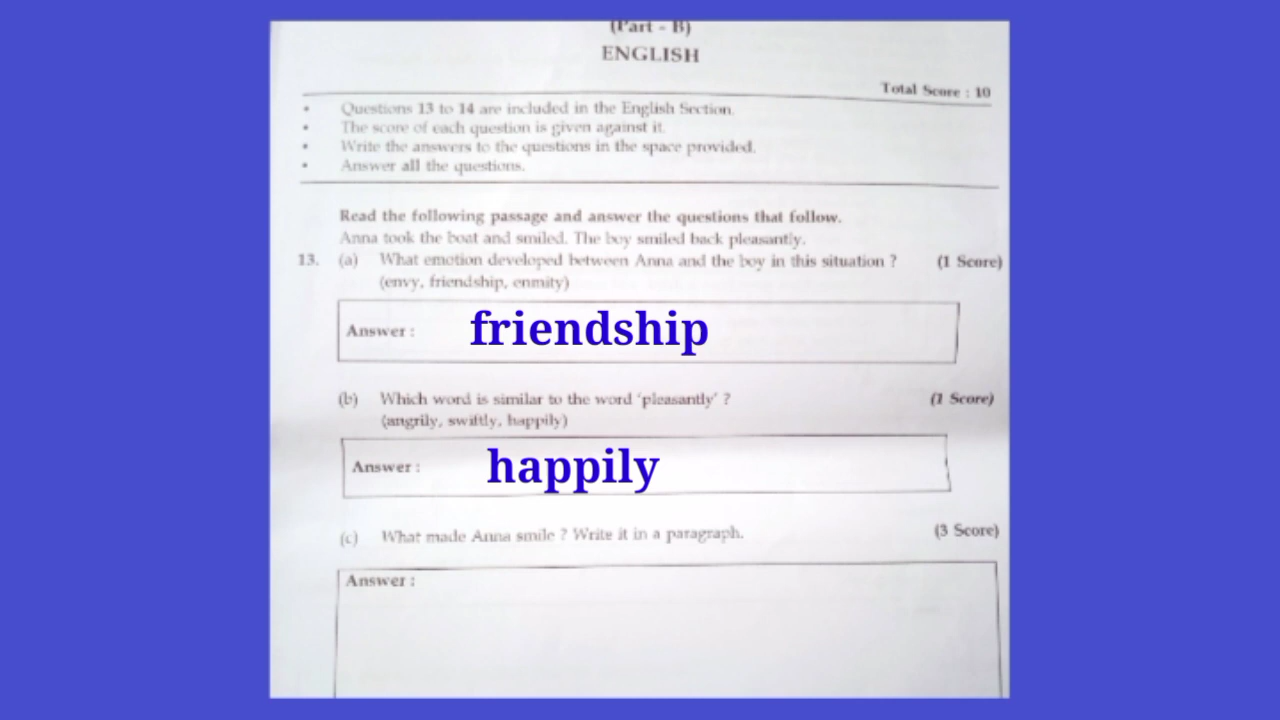 (Part - B)
ENGLISH
Total Score : 10
• Questions 13 to 14 are included in the English Section.
• The score of each question is given against it.
• Write the answers to the questions in the space provided.
• Answer all the questions.
Read the following passage and answer the questions that follow.
Anna took the boat and smiled. The boy smiled back pleasantly.
13. (a) What emotion developed between Anna and the boy in this situation ? (1 Score)
(envy, friendship, enmity)
Answer : friendship
(b) Which word is similar to the word ‘pleasantly’ ? (1 Score)
(angrily, swiftly, happily)
Answer : happily
(c) What made Anna smile ? Write it in a paragraph. (3 Score)
Answer :